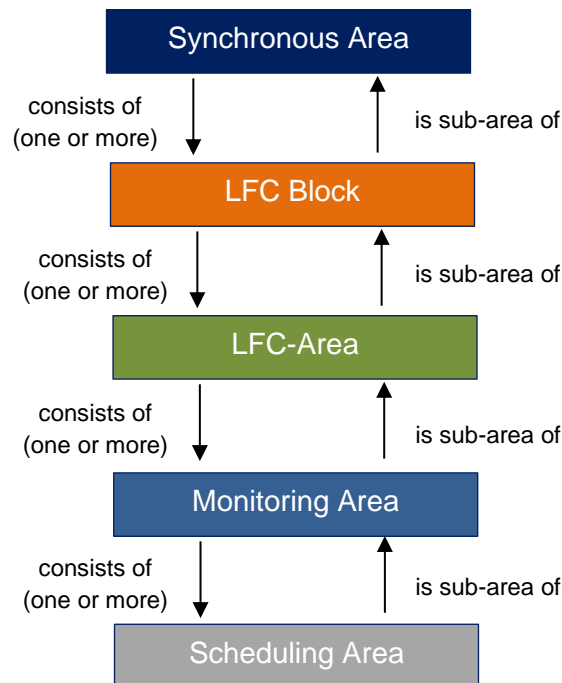 Synchronous Area
consists of
(one or more)
is sub-area of
LFC Block
consists of
(one or more)
is sub-area of
LFC-Area
consists of
(one or more)
is sub-area of
Monitoring Area
consists of
(one or more)
is sub-area of
Scheduling Area